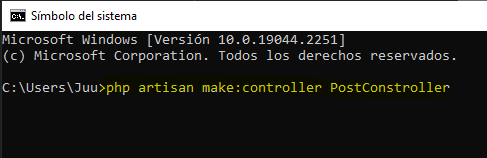 Símbolo del sistema
Microsoft Windows [Versión 10.0.19044.2251]
(c) Microsoft Corporation. Todos los derechos reservados.
C:\Users\Juu>php artisan make:controller PostConstroller